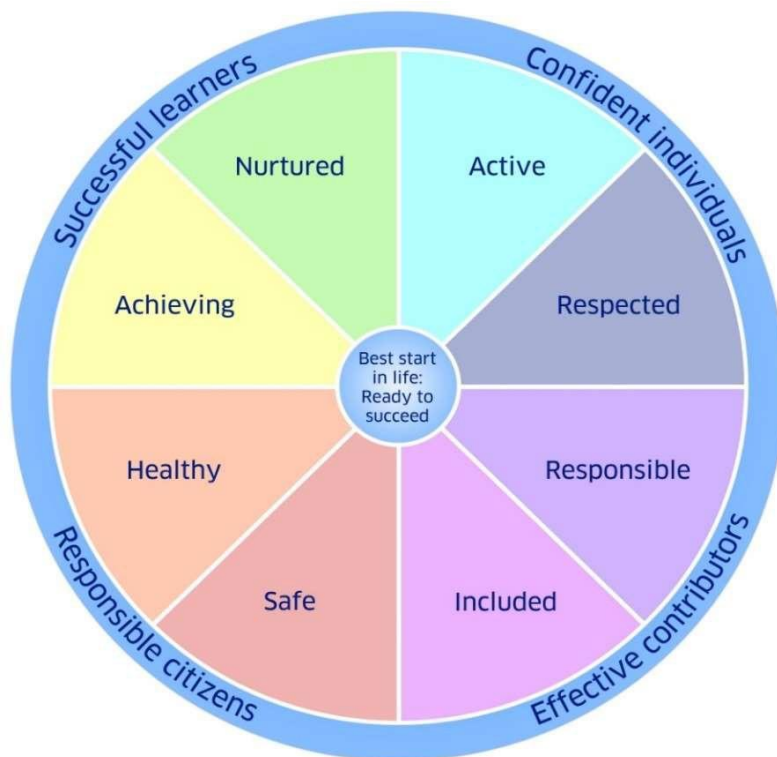 Successful learners
Confident individuals
Nurtured
Active
Achieving
Respected
Best start
in life:
Ready to
succeed
Healthy
Responsible
Safe
Included
Responsible citizens
Effective contributors